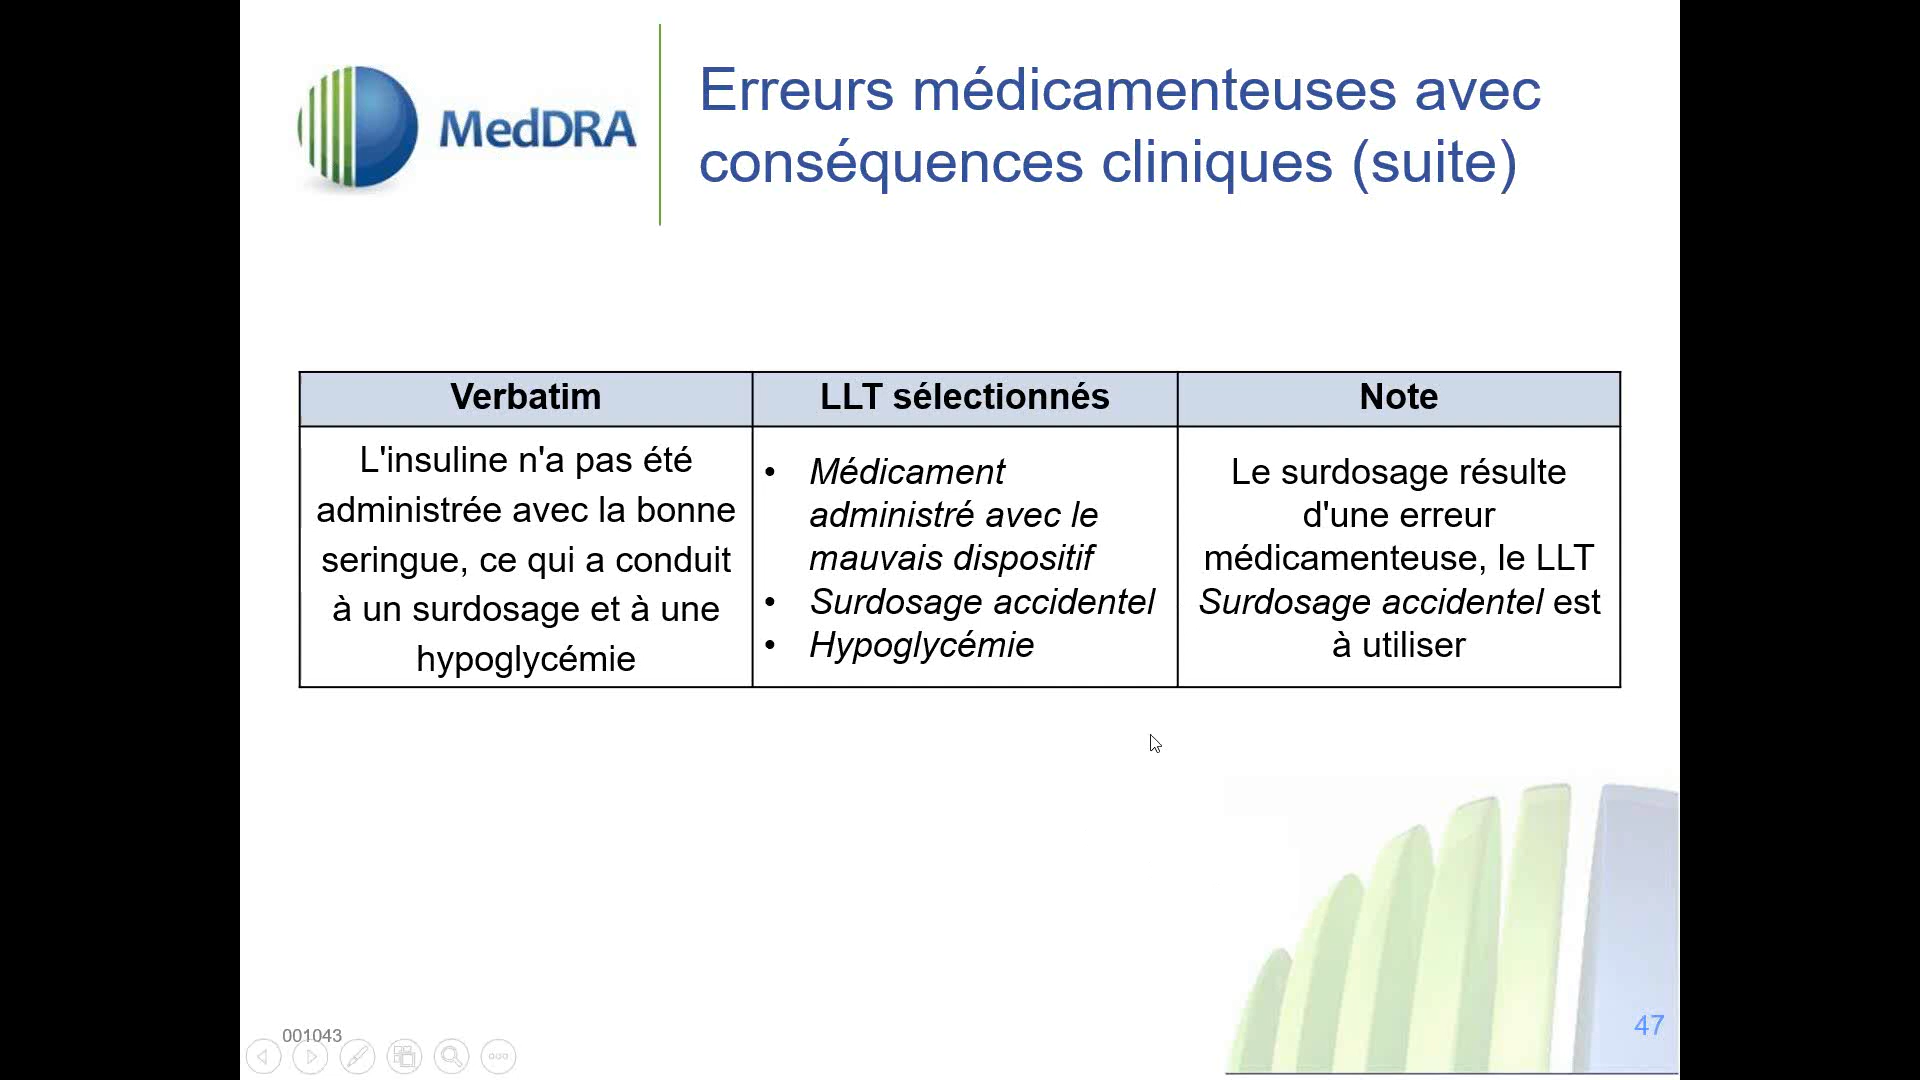 MedDRA
Erreurs médicamenteuses avec
conséquences cliniques (suite)
Verbatim
LLT sélectionnés
Note
L'insuline n'a pas été
administrée avec la bonne
seringue, ce qui a conduit
à un surdosage et à une
hypoglycémie
• Médicament
administré avec le
mauvais dispositif
• Surdosage accidentel
• Hypoglycémie
Le surdosage résulte
d'une erreur
médicamenteuse, le LLT
Surdosage accidentel est
à utiliser
001043
47